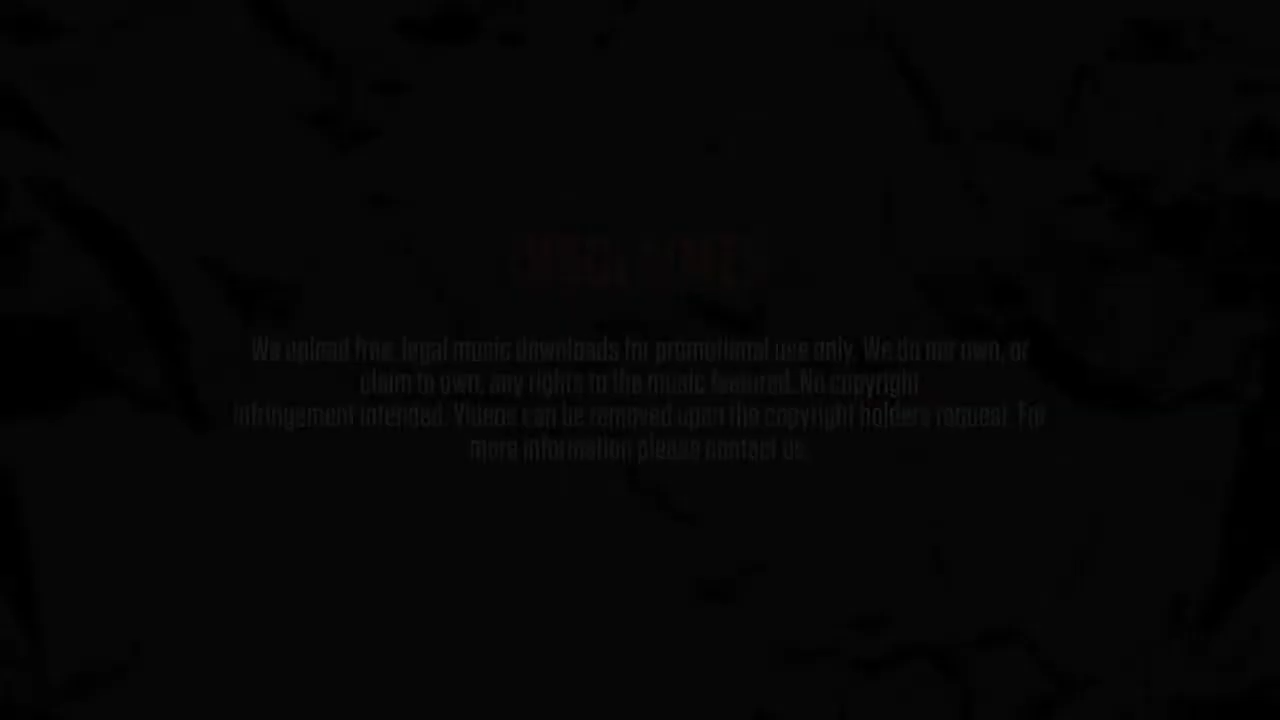 We upload free, legal music downloads for promotional use only. We do not own, or
claim to own, any rights to the music featured. No copyright
infringement intended. Videos can be removed upon the copyright holders request. For
more information please contact us.